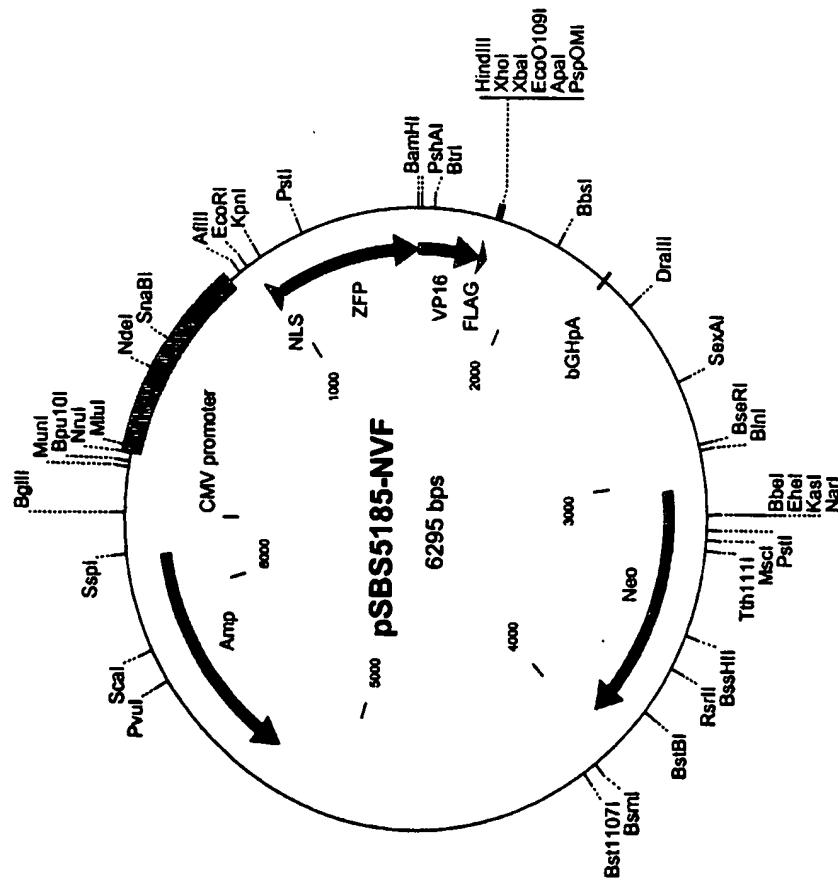 pSBS5185-NVF
6295 bps
BglII
MunI
Bpu10I
NruI
MluI
NdeI
SnaBI
AflII
EcoRI
KpnI
PstI
BamHI
PshAI
BtrI
HindIII
XhoI
XbaI
EcoO109I
ApaI
PspOMI
BbsI
DraIII
SexAI
BseRI
BlnI
BbeI
EheI
KasI
NarI
PstI
MscI
Tth111I
BssHII
RsrII
BstBI
BsmI
Bst1107I
PvuI
ScaI
SspI
CMV promoter
NLS
ZFP
VP16
FLAG
bGHpA
Neo
Amp
1000
2000
3000
4000
5000
6000